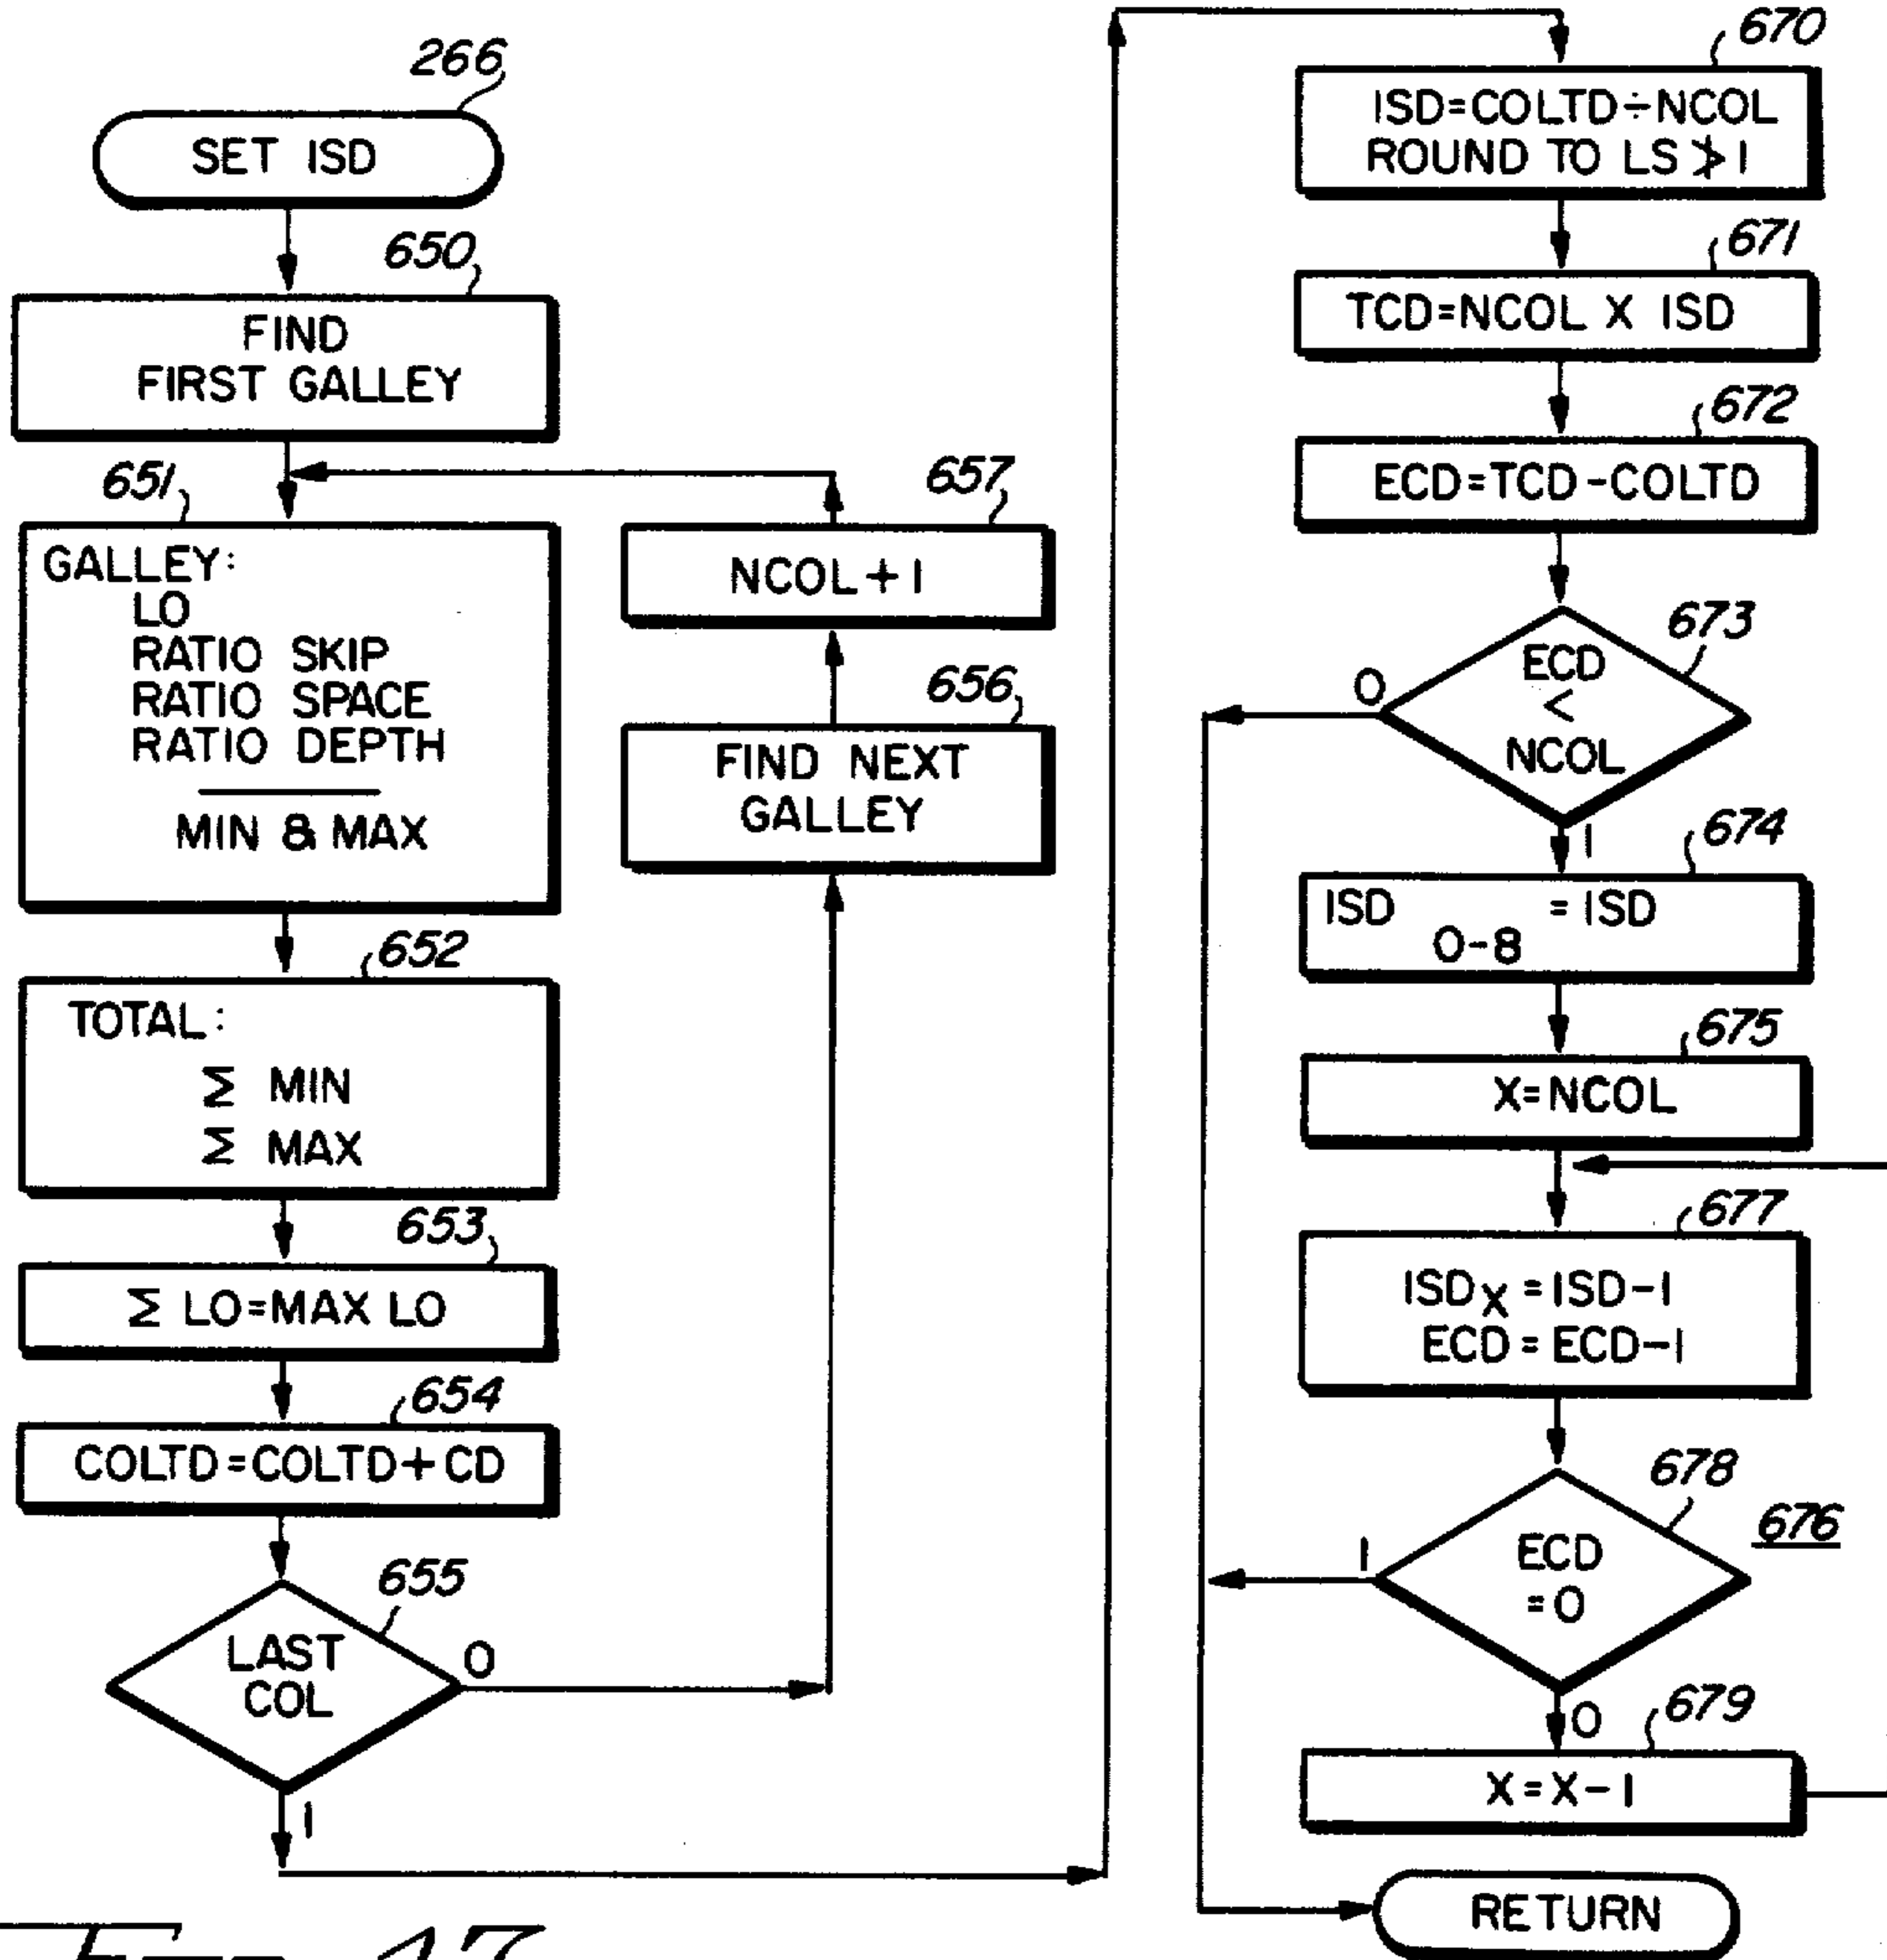 266
SET ISD
650
FIND
FIRST GALLEY
651
GALLEY:
LO
RATIO SKIP
RATIO SPACE
RATIO DEPTH
MIN & MAX
652
TOTAL:
Σ MIN
Σ MAX
653
Σ LO=MAX LO
654
COLTD=COLTD+CD
655
LAST
COL
0
1
657
NCOL+1
656
FIND NEXT
GALLEY
670
ISD=COLTD÷NCOL
ROUND TO LS ≯ 1
671
TCD=NCOL X ISD
672
ECD=TCD-COLTD
673
ECD
<
NCOL
0
1
674
ISD = ISD
0-8
675
X=NCOL
677
ISDX = ISD-1
ECD = ECD-1
678
676
ECD
=0
1
0
679
X=X-1
RETURN